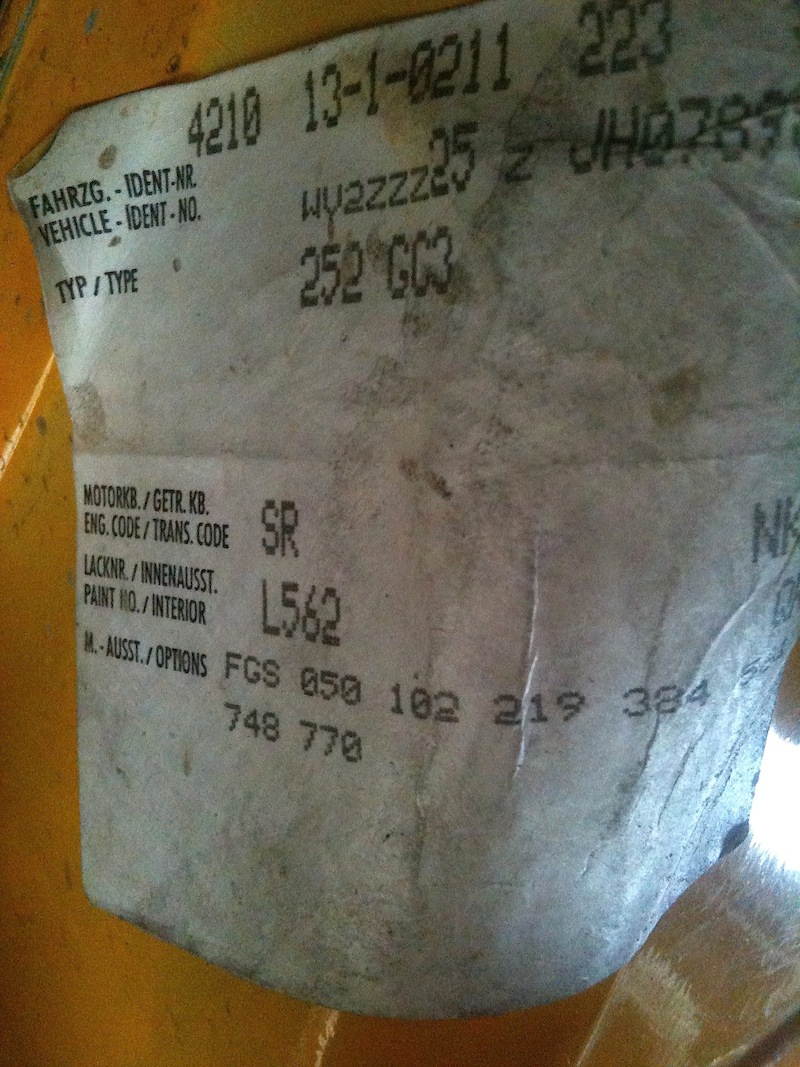 4210 13-1-0211 223
FAHRZG.-IDENT-NR.
VEHICLE-IDENT-NO. WV2ZZZ25 Z JH0789
TYP / TYPE 252 GC3
MOTORKB. / GETR. KB.
ENG. CODE / TRANS. CODE SR NK
LACKNR. / INNENAUSST.
PAINT NO. / INTERIOR L562
M.-AUSST. / OPTIONS FGS 050 102 219 384
748 770